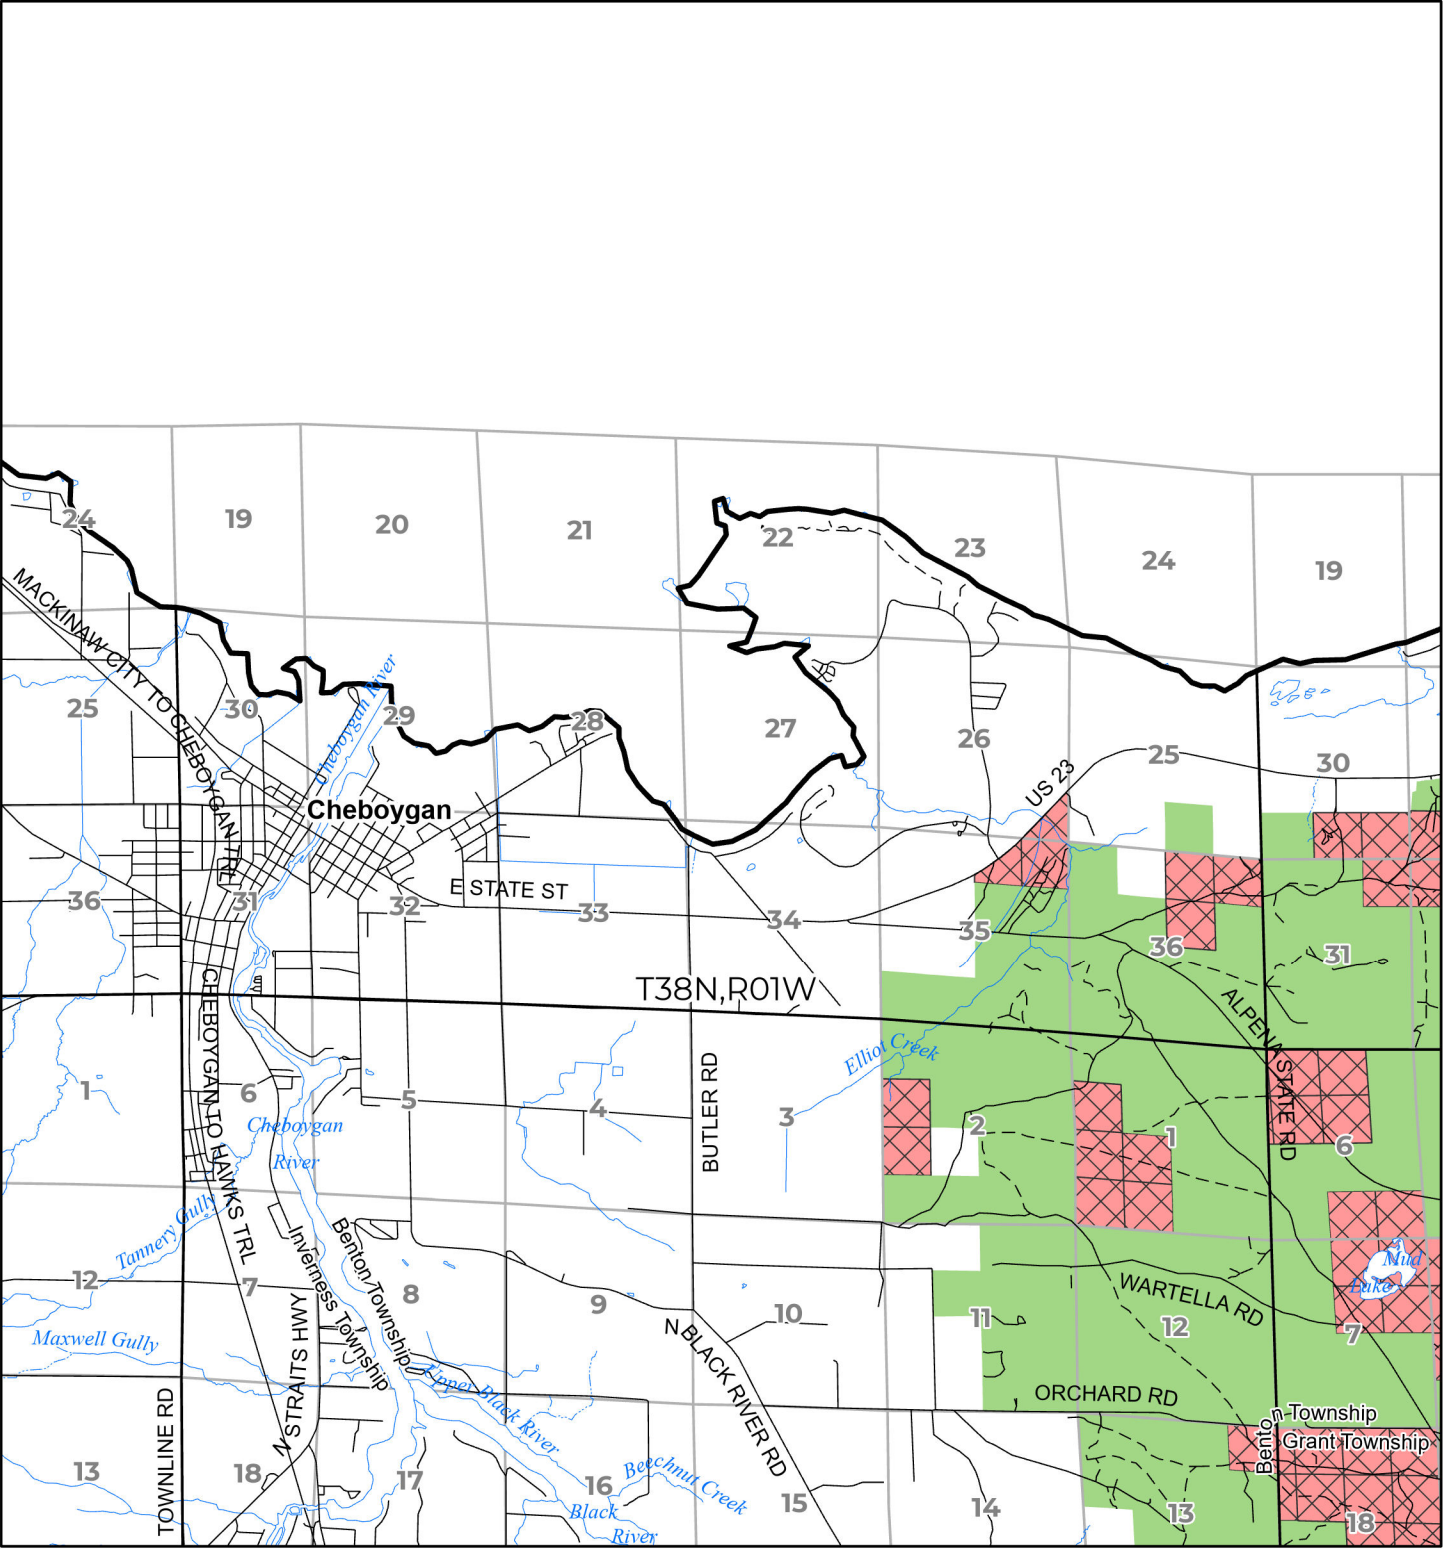 24
19
20
21
22
23
24
19
MACKINAW CITY TO CHEBOYGAN TRL
25
30
Cheboygan River
29
28
27
26
25
30
US 23
Cheboygan
36
31
32
E STATE ST
33
34
35
36
31
T38N,R01W
CHEBOYGAN TO HAWKS TRL
ALPENA STATE RD
Elliot Creek
BUTLER RD
1
6
5
4
3
2
1
6
Cheboygan
River
Tannery Gully
Inverness Township
Benton Township
12
7
8
9
10
11
12
7
Mud
Lake
WARTELLA RD
Maxwell Gully
N STRAITS HWY
N BLACK RIVER RD
Upper Black River
ORCHARD RD
TOWNLINE RD
Benton Township
Grant Township
13
18
17
16
Beechnut Creek
Black
River
15
14
13
18